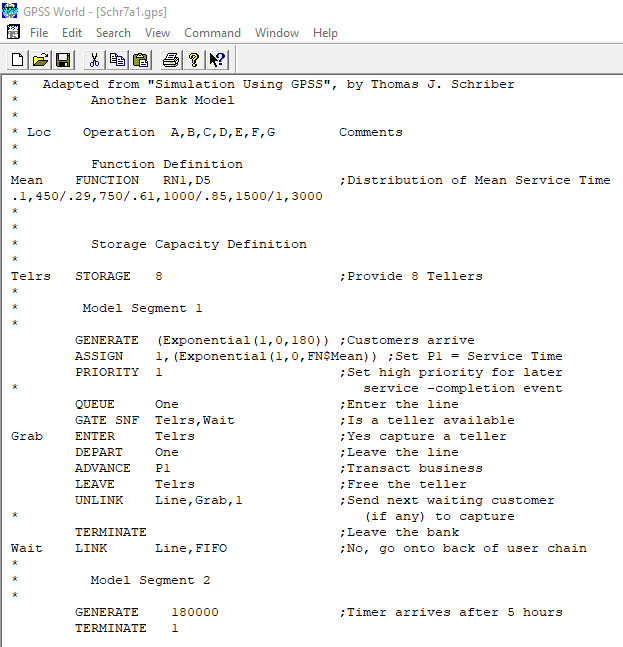 GPSS World - [Schr7a1.gps]
File Edit Search View Command Window Help
* Adapted from "Simulation Using GPSS", by Thomas J. Schriber
* Another Bank Model
*
* Loc Operation A,B,C,D,E,F,G Comments
*
* Function Definition
Mean FUNCTION RN1,D5 ;Distribution of Mean Service Time
.1,450/.29,750/.61,1000/.85,1500/1,3000
*
*
* Storage Capacity Definition
*
Telrs STORAGE 8 ;Provide 8 Tellers
*
* Model Segment 1
*
GENERATE (Exponential(1,0,180)) ;Customers arrive
ASSIGN 1,(Exponential(1,0,FN$Mean)) ;Set P1 = Service Time
PRIORITY 1 ;Set high priority for later
* service -completion event
QUEUE One ;Enter the line
GATE SNF Telrs,Wait ;Is a teller available
Grab ENTER Telrs ;Yes capture a teller
DEPART One ;Leave the line
ADVANCE P1 ;Transact business
LEAVE Telrs ;Free the teller
UNLINK Line,Grab,1 ;Send next waiting customer
* (if any) to capture
TERMINATE ;Leave the bank
Wait LINK Line,FIFO ;No, go onto back of user chain
*
* Model Segment 2
*
GENERATE 180000 ;Timer arrives after 5 hours
TERMINATE 1